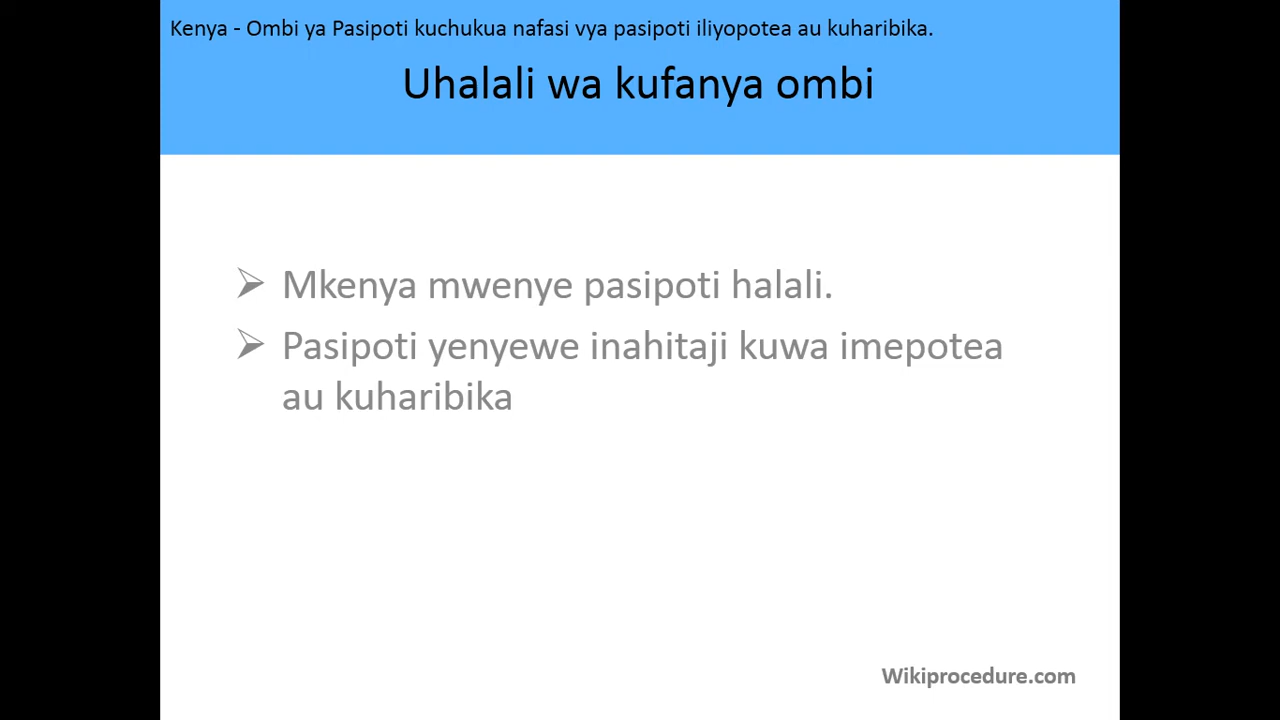 Kenya - Ombi ya Pasipoti kuchukua nafasi vya pasipoti iliyopotea au kuharibika.
Uhalali wa kufanya ombi
➢ Mkenya mwenye pasipoti halali.
➢ Pasipoti yenyewe inahitaji kuwa imepotea
au kuharibika
Wikiprocedure.com